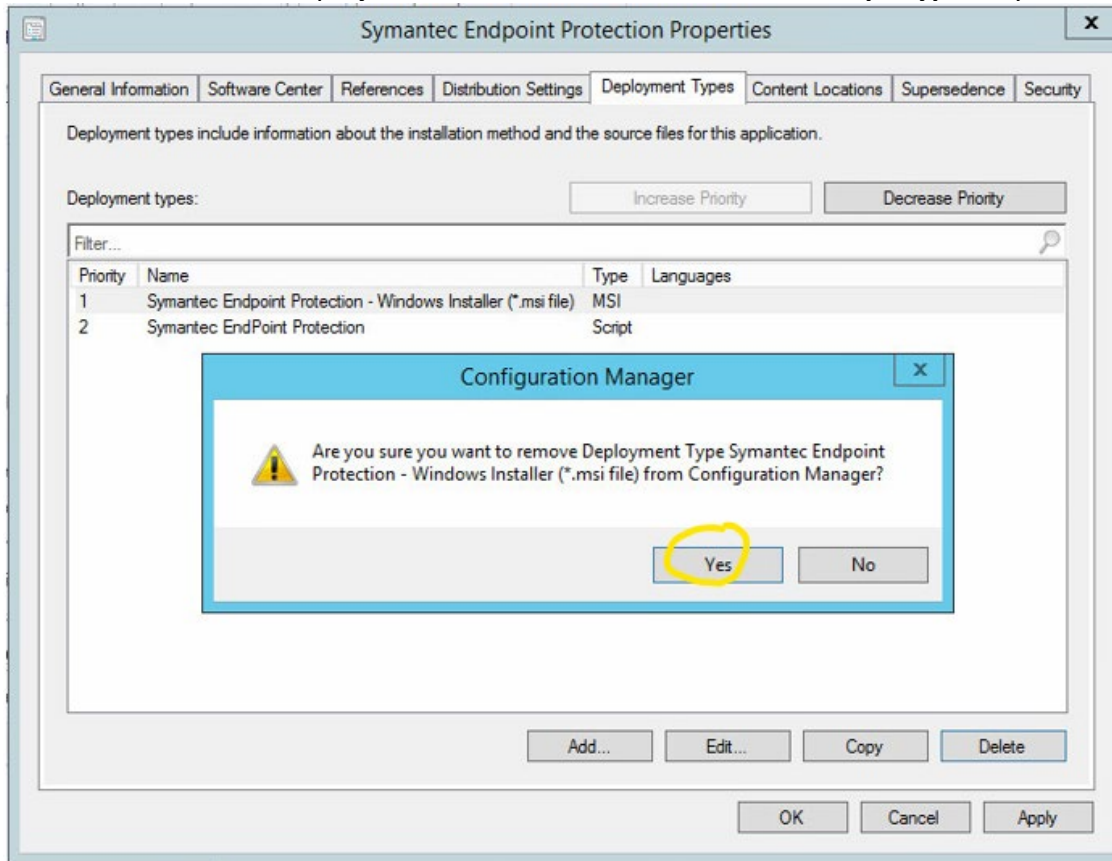 Symantec Endpoint Protection Properties
x
General Information Software Center References Distribution Settings Deployment Types Content Locations Supersedence Security
Deployment types include information about the installation method and the source files for this application.
Deployment types:
Increase Priority Decrease Priority
Filter...
Priority Name Type Languages
1 Symantec Endpoint Protection - Windows Installer (*.msi file) MSI
2 Symantec EndPoint Protection Script
Configuration Manager
x
Are you sure you want to remove Deployment Type Symantec Endpoint
Protection - Windows Installer (*.msi file) from Configuration Manager?
Yes No
Add... Edit... Copy Delete
OK Cancel Apply